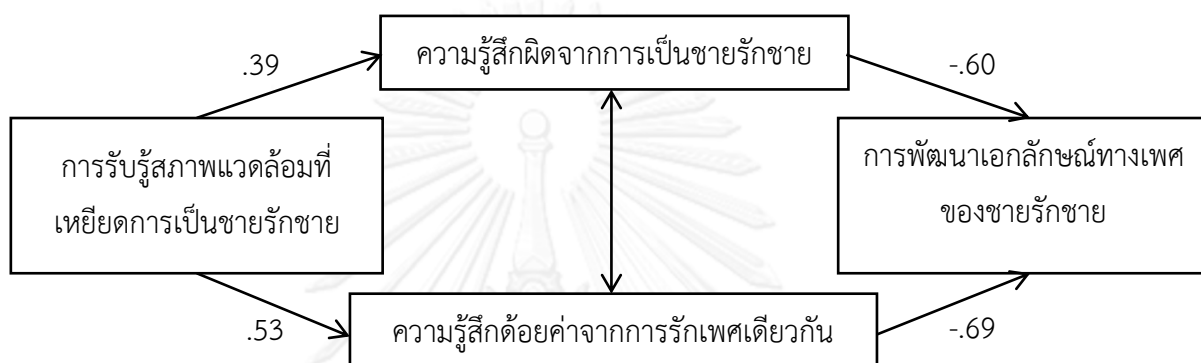 ความรู้สึกผิดจากการเป็นชายรักชาย
.39
-.60
การรับรู้สภาพแวดล้อมที่
เหยียดการเป็นชายรักชาย
การพัฒนาเอกลักษณ์ทางเพศ
ของชายรักชาย
.53
ความรู้สึกด้อยค่าจากการรักเพศเดียวกัน
-.69